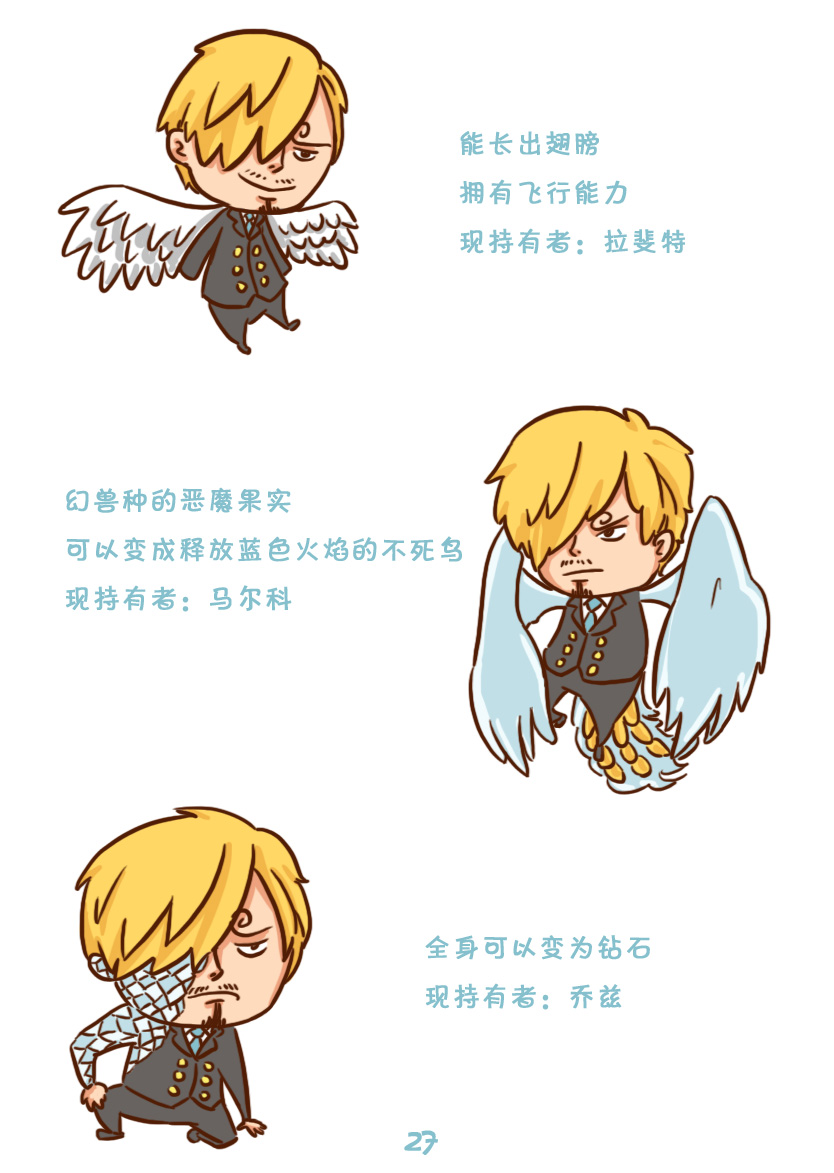 能长出翅膀
拥有飞行能力
现持有者：拉斐特
幻兽种的恶魔果实
可以变成释放蓝色火焰的不死鸟
现持有者：马尔科
全身可以变为钻石
现持有者：乔兹
27